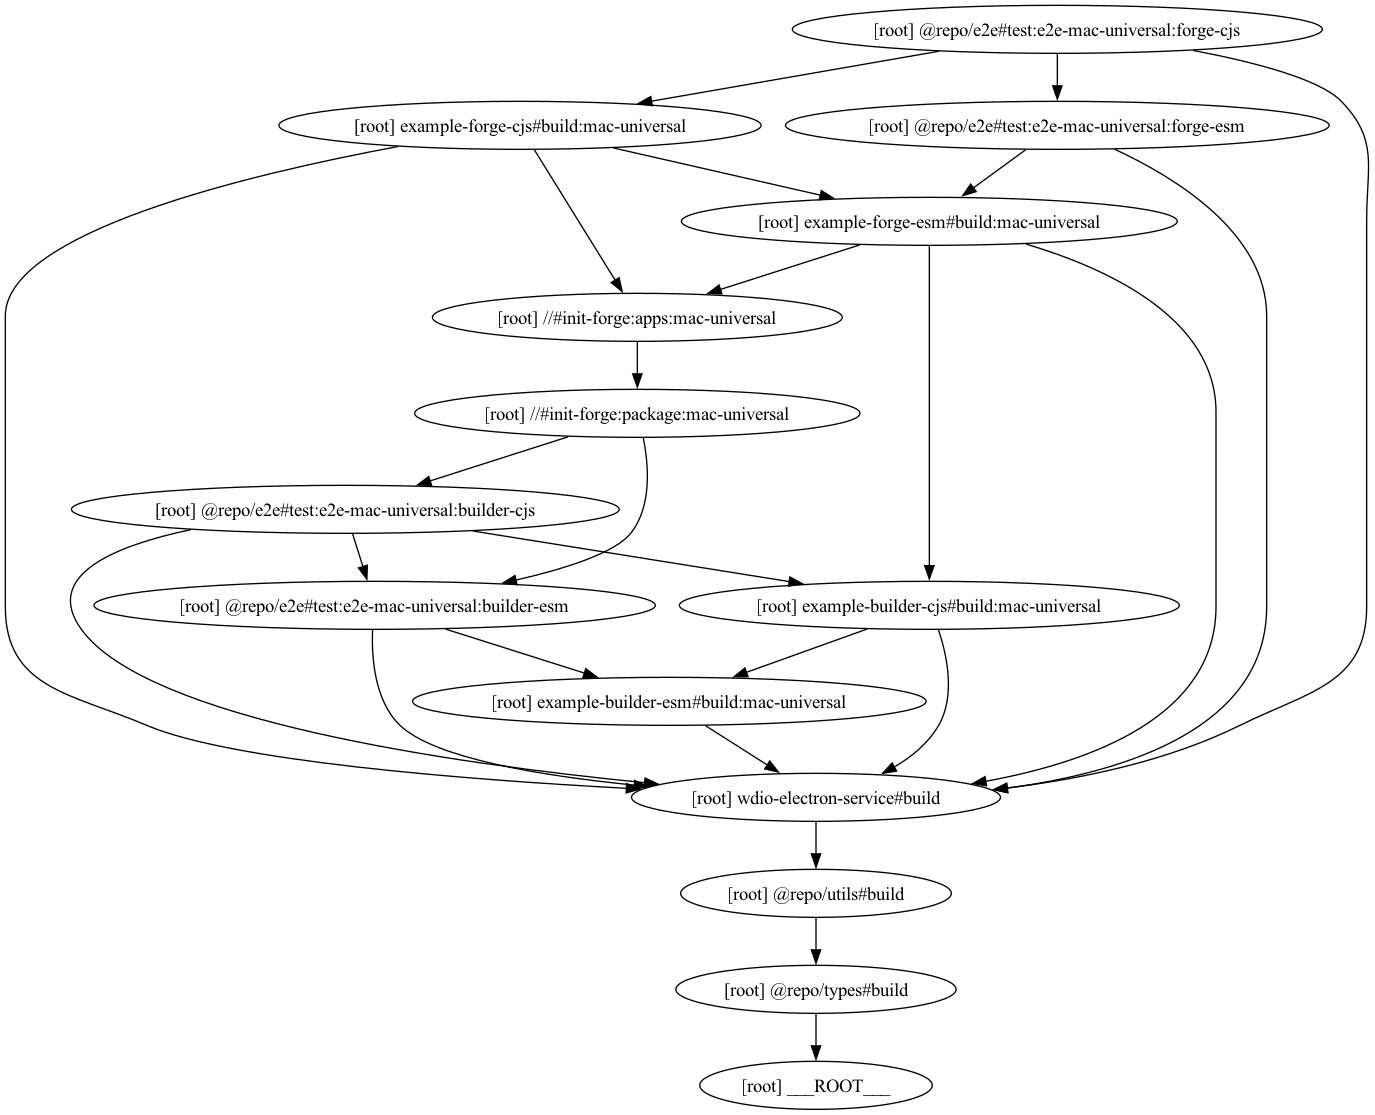 [root] @repo/e2e#test:e2e-mac-universal:forge-cjs
[root] example-forge-cjs#build:mac-universal
[root] @repo/e2e#test:e2e-mac-universal:forge-esm
[root] example-forge-esm#build:mac-universal
[root] //#init-forge:apps:mac-universal
[root] //#init-forge:package:mac-universal
[root] @repo/e2e#test:e2e-mac-universal:builder-cjs
[root] @repo/e2e#test:e2e-mac-universal:builder-esm
[root] example-builder-cjs#build:mac-universal
[root] example-builder-esm#build:mac-universal
[root] wdio-electron-service#build
[root] @repo/utils#build
[root] @repo/types#build
[root] ___ROOT___